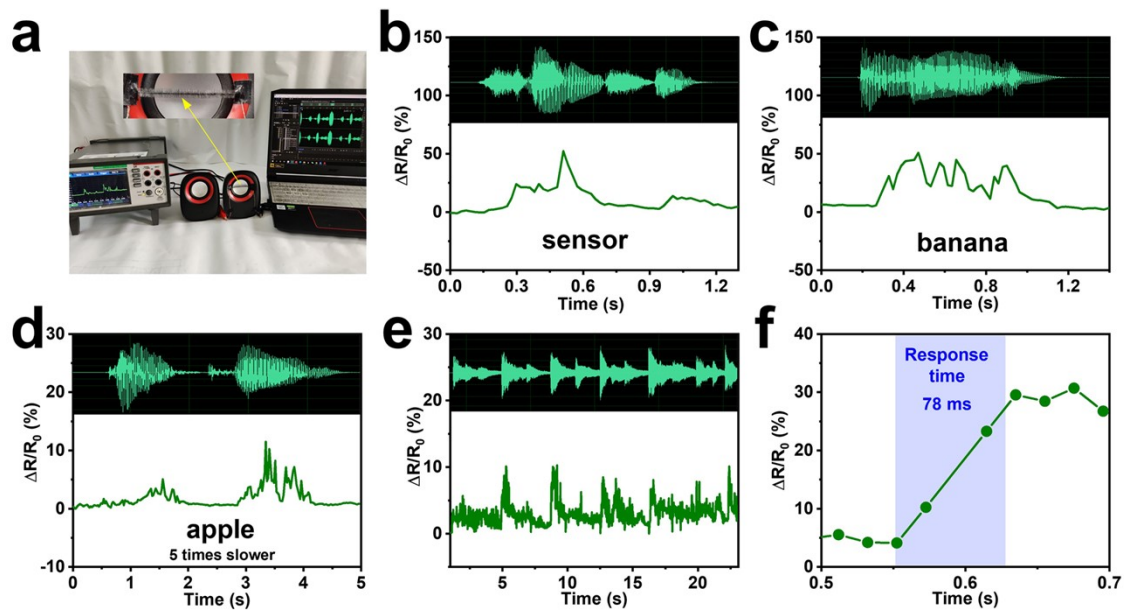 a
b
150
100
50
0
-50
ΔR/R₀ (%)
sensor
0.0 0.3 0.6 0.9 1.2
Time (s)
c
150
100
50
0
-50
ΔR/R₀ (%)
banana
0.0 0.4 0.8 1.2
Time (s)
d
30
20
10
0
-10
ΔR/R₀ (%)
apple
5 times slower
0 1 2 3 4 5
Time (s)
e
30
20
10
0
ΔR/R₀ (%)
5 10 15 20
Time (s)
f
40
30
20
10
0
ΔR/R₀ (%)
Response
time
78 ms
0.5 0.6 0.7
Time (s)